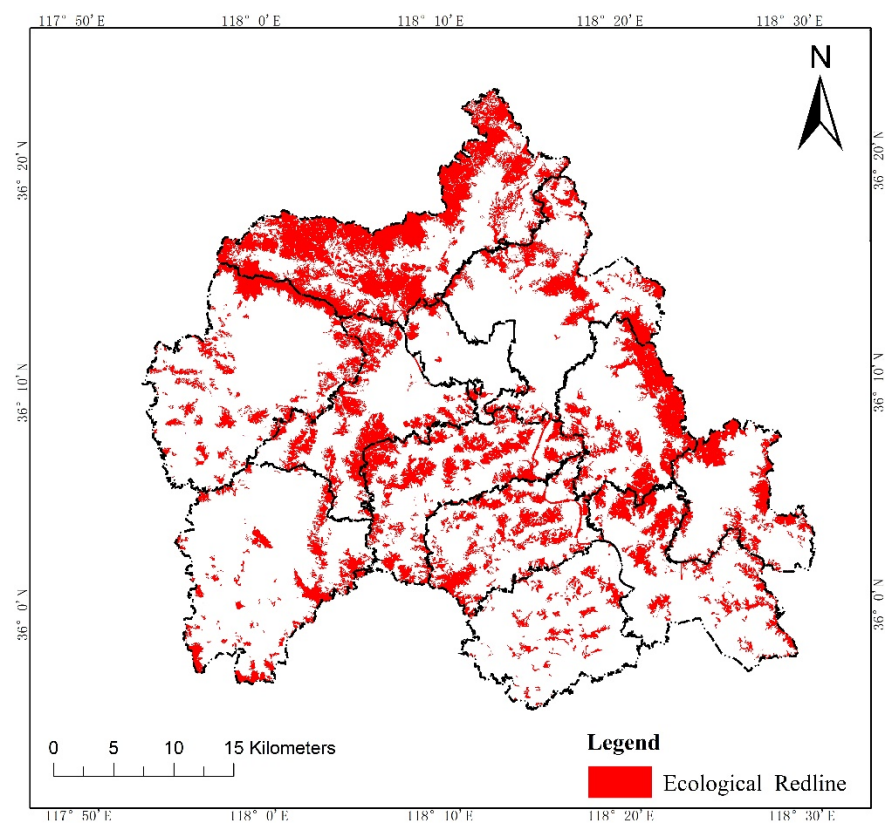 117° 50′E 118° 0′E 118° 10′E 118° 20′E 118° 30′E
N
36° 20′N 36° 20′N
36° 10′N 36° 10′N
36° 0′N 36° 0′N
0 5 10 15 Kilometers
Legend
Ecological Redline
117° 50′E 118° 0′E 118° 10′E 118° 20′E 118° 30′E